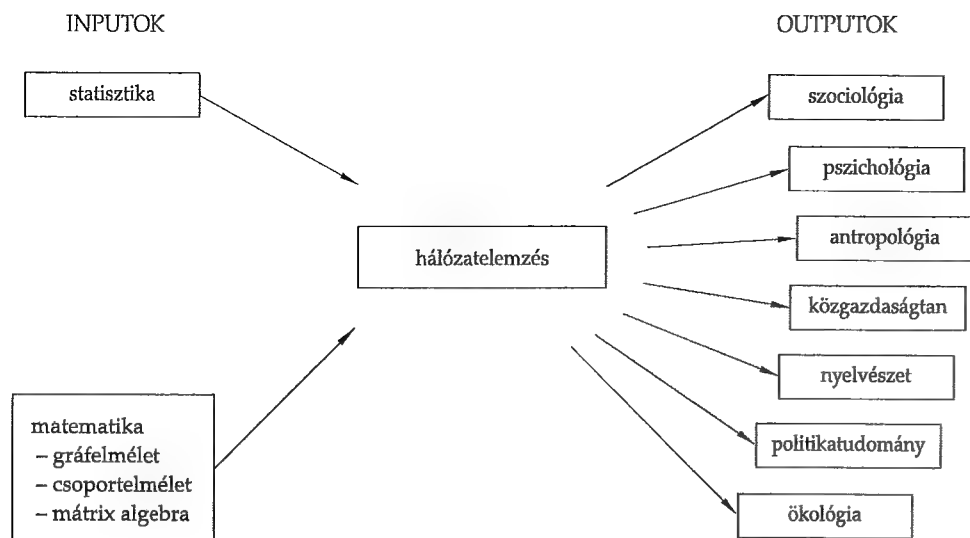 INPUTOK
OUTPUTOK
statisztika
szociológia
pszichológia
antropológia
hálózatelemzés
közgazdaságtan
nyelvészet
matematika
– gráfelmélet
– csoportelmélet
– mátrix algebra
politikatudomány
ökológia